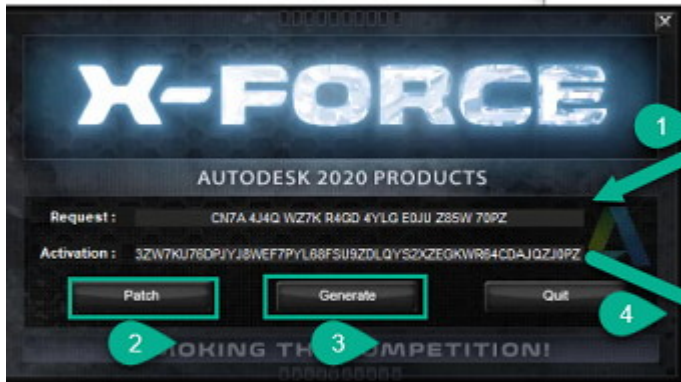 X-FORCE
1
AUTODESK 2020 PRODUCTS
Request : CN7A 4J4Q WZ7K R4GD 4YLG E0JU Z85W 70PZ
Activation :
Patch Generate Quit
2 3 4